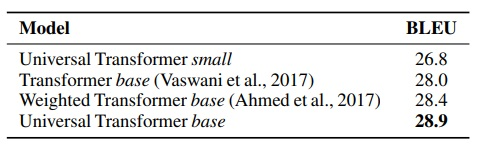 Model BLEU
Universal Transformer small 26.8
Transformer base (Vaswani et al., 2017) 28.0
Weighted Transformer base (Ahmed et al., 2017) 28.4
Universal Transformer base 28.9